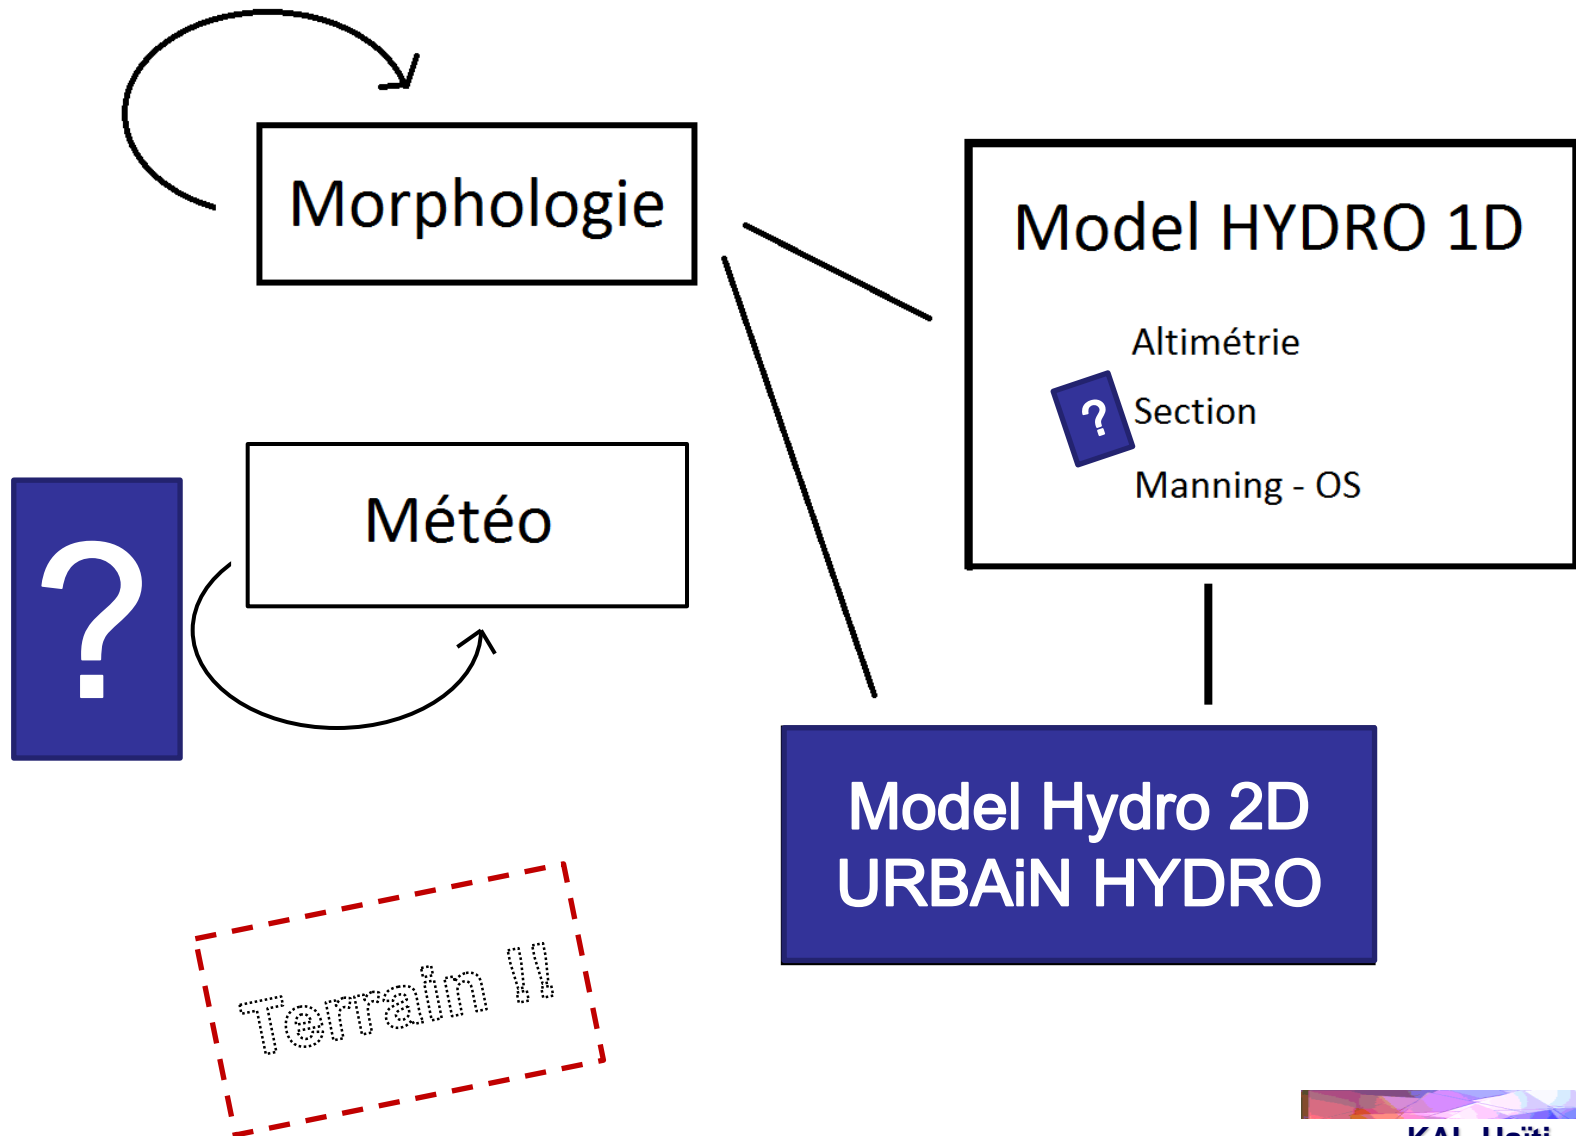 Morphologie
Model HYDRO 1D
Altimétrie
?
Section
Manning - OS
Météo
?
Model Hydro 2D
URBAiN HYDRO
Terrain !!